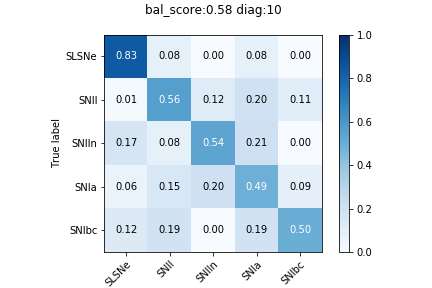 bal_score:0.58 diag:10
SLSNe 0.83 0.08 0.00 0.08 0.00
SNII 0.01 0.56 0.12 0.20 0.11
SNIIn 0.17 0.08 0.54 0.21 0.00
SNIa 0.06 0.15 0.20 0.49 0.09
SNIbc 0.12 0.19 0.00 0.19 0.50
True label
SLSNe SNII SNIIn SNIa SNIbc
1.0
0.8
0.6
0.4
0.2
0.0